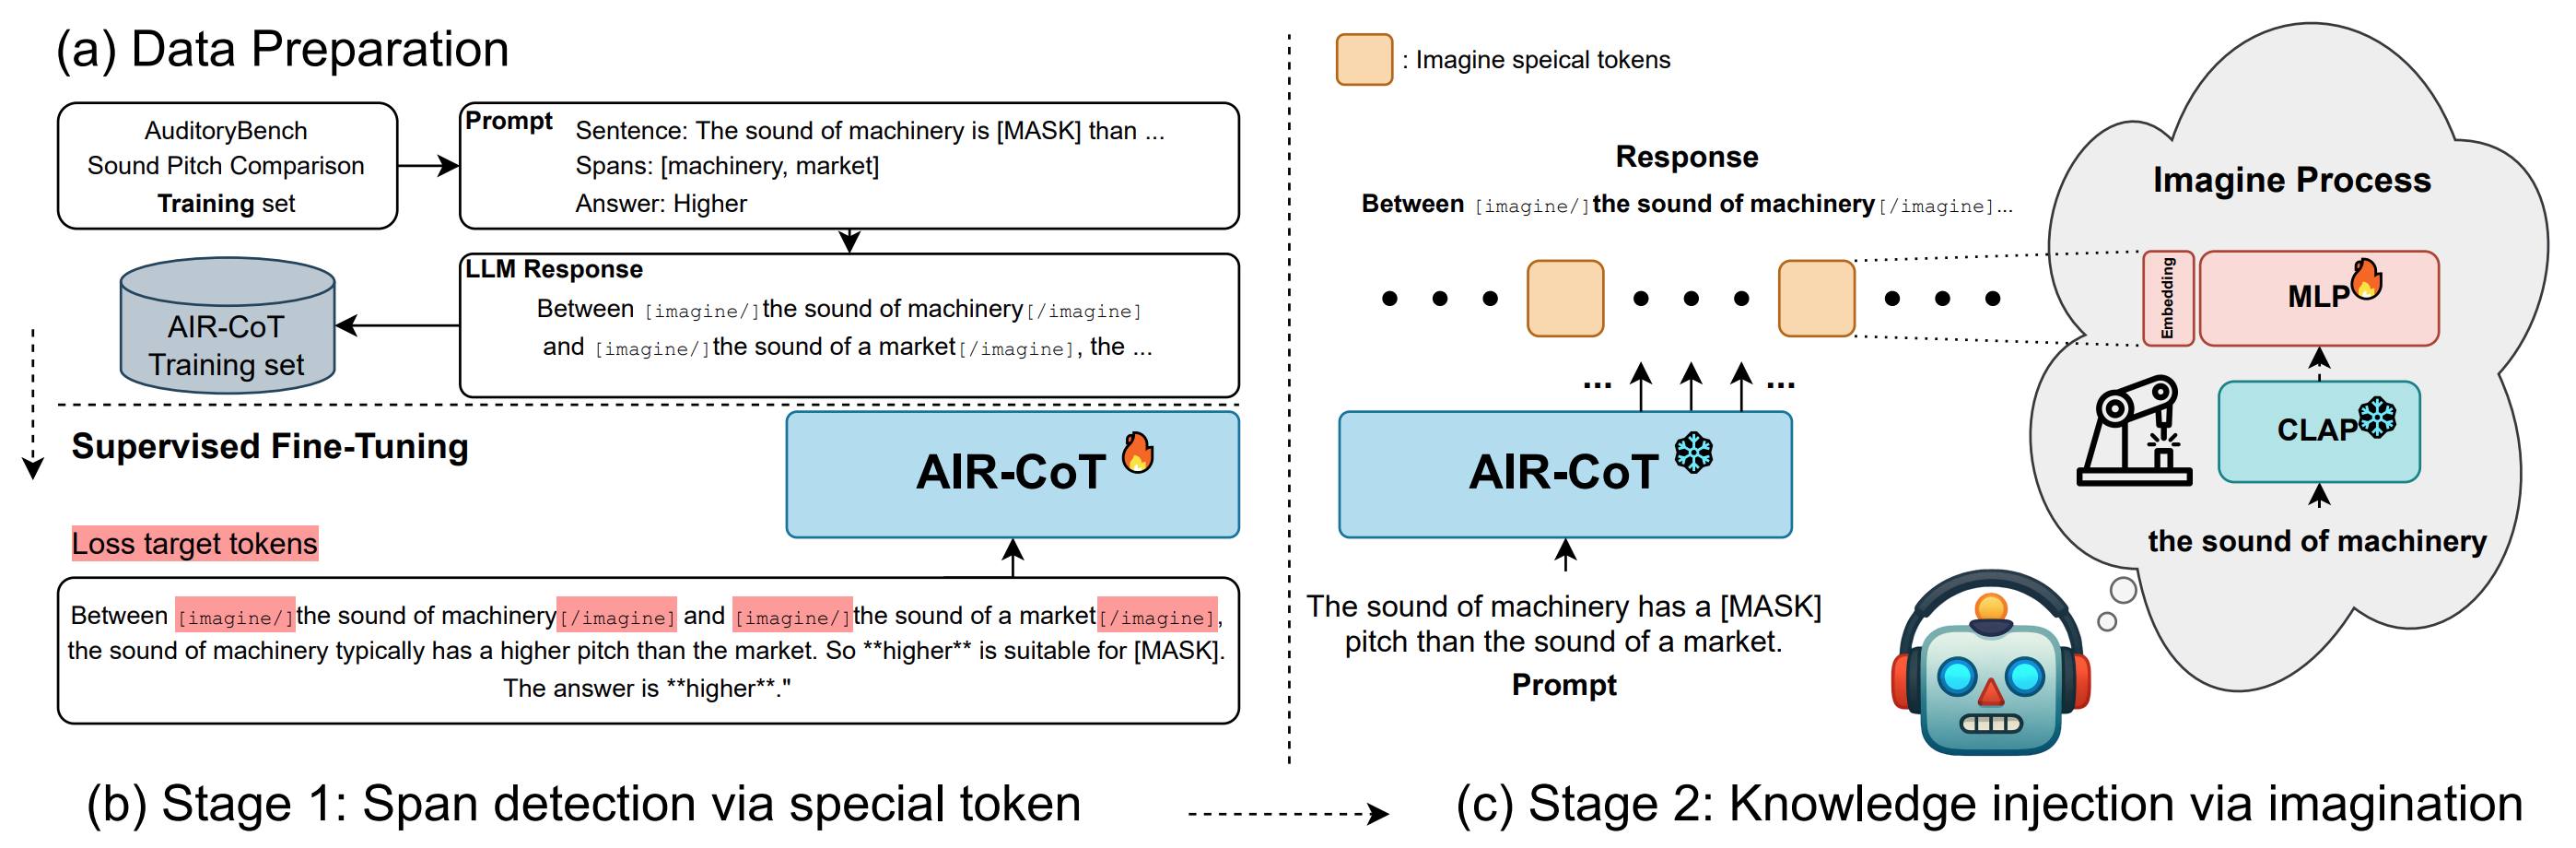 (a) Data Preparation
AuditoryBench
Sound Pitch Comparison
Training set
Prompt
Sentence: The sound of machinery is [MASK] than ...
Spans: [machinery, market]
Answer: Higher
LLM Response
Between [imagine/]the sound of machinery[/imagine]
and [imagine/]the sound of a market[/imagine], the ...
AIR-CoT
Training set
Supervised Fine-Tuning
AIR-CoT
Loss target tokens
Between [imagine/]the sound of machinery[/imagine] and [imagine/]the sound of a market[/imagine],
the sound of machinery typically has a higher pitch than the market. So **higher** is suitable for [MASK].
The answer is **higher**."
(b) Stage 1: Span detection via special token
: Imagine speical tokens
Response
Between [imagine/]the sound of machinery[/imagine]...
... ...
AIR-CoT
The sound of machinery has a [MASK]
pitch than the sound of a market.
Prompt
Imagine Process
Embedding
MLP
CLAP
the sound of machinery
(c) Stage 2: Knowledge injection via imagination